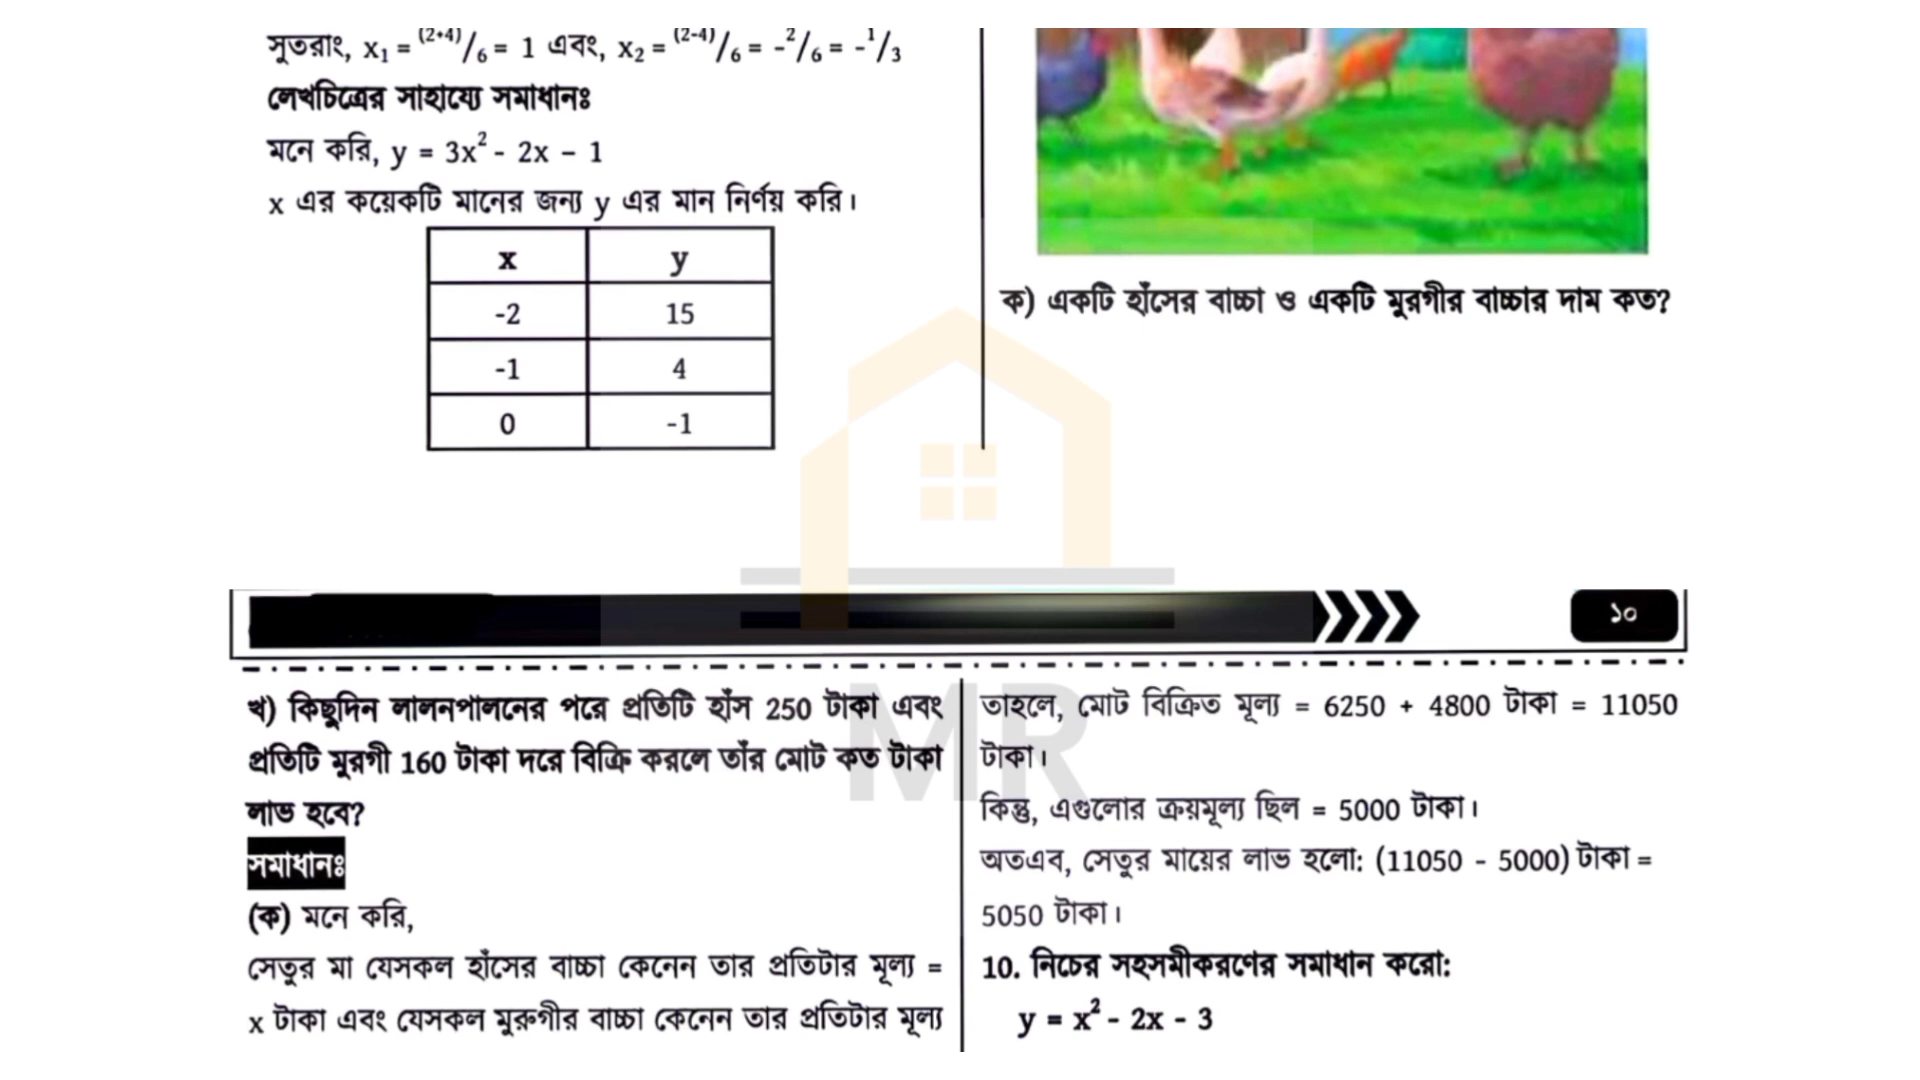 সুতরাং, x₁ = ⁽²⁺⁴⁾/₆ = 1 এবং, x₂ = ⁽²⁻⁴⁾/₆ = -²/₆ = -¹/₃
লেখচিত্রের সাহায্যে সমাধানঃ
মনে করি, y = 3x² - 2x – 1
x এর কয়েকটি মানের জন্য y এর মান নির্ণয় করি।
x y
-2 15
-1 4
0 -1
ক) একটি হাঁসের বাচ্চা ও একটি মুরগীর বাচ্চার দাম কত?
১০
খ) কিছুদিন লালনপালনের পরে প্রতিটি হাঁস 250 টাকা এবং
প্রতিটি মুরগী 160 টাকা দরে বিক্রি করলে তাঁর মোট কত টাকা
লাভ হবে?
সমাধানঃ
(ক) মনে করি,
সেতুর মা যেসকল হাঁসের বাচ্চা কেনেন তার প্রতিটার মূল্য =
x টাকা এবং যেসকল মুরুগীর বাচ্চা কেনেন তার প্রতিটার মূল্য
তাহলে, মোট বিক্রিত মূল্য = 6250 + 4800 টাকা = 11050
টাকা।
কিন্তু, এগুলোর ক্রয়মূল্য ছিল = 5000 টাকা।
অতএব, সেতুর মায়ের লাভ হলো: (11050 - 5000) টাকা =
5050 টাকা।
10. নিচের সহসমীকরণের সমাধান করো:
y = x² - 2x - 3
MR